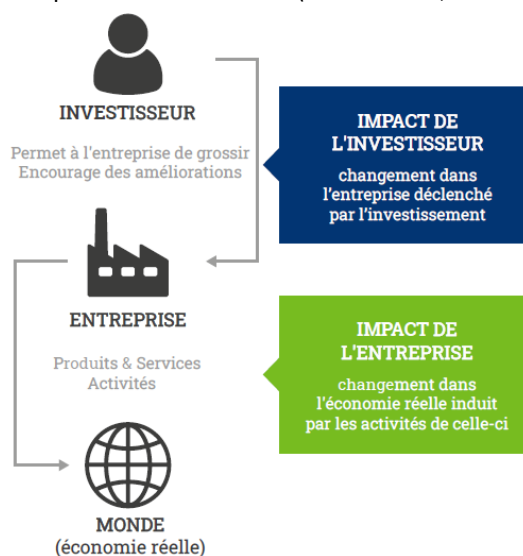 INVESTISSEUR
Permet à l'entreprise de grossir
Encourage des améliorations
IMPACT DE
L'INVESTISSEUR
changement dans
l'entreprise déclenché
par l'investissement
ENTREPRISE
Produits & Services
Activités
IMPACT DE
L'ENTREPRISE
changement dans
l'économie réelle induit
par les activités de celle-ci
MONDE
(économie réelle)